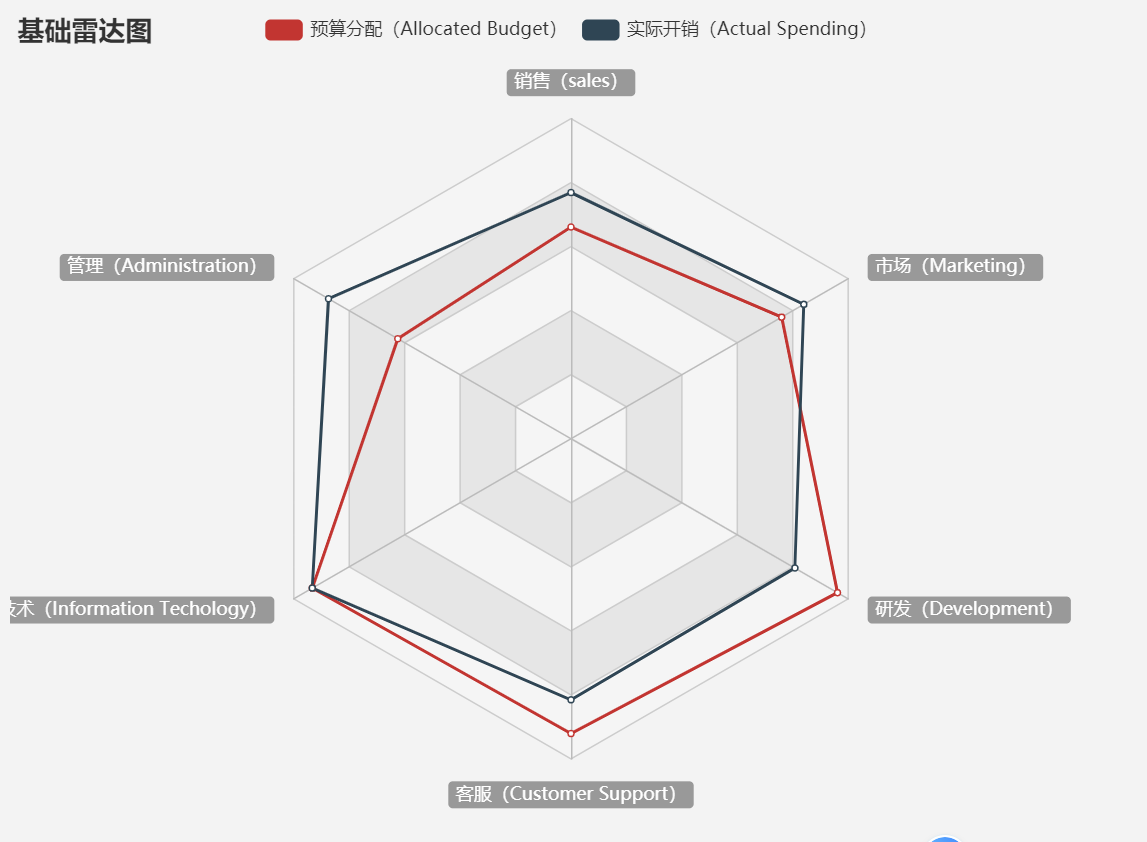 基础雷达图
预算分配（Allocated Budget）
实际开销（Actual Spending）
销售（sales）
管理（Administration）
市场（Marketing）
术（Information Techology）
研发（Development）
客服（Customer Support）